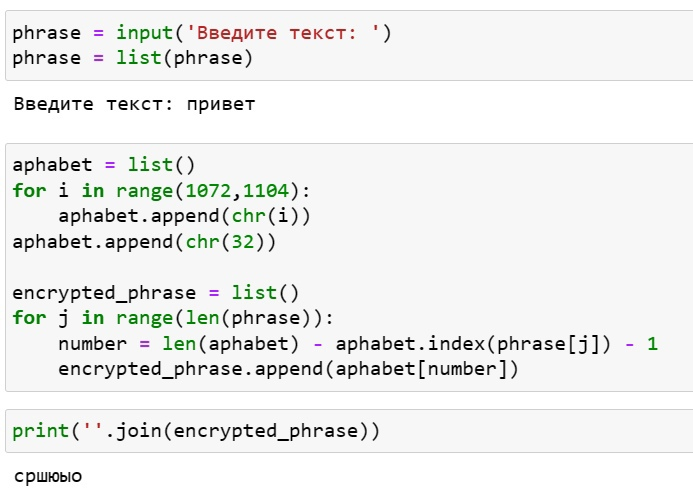 phrase = input('Введите текст: ')
phrase = list(phrase)
Введите текст: привет
aphabet = list()
for i in range(1072,1104):
    aphabet.append(chr(i))
aphabet.append(chr(32))
encrypted_phrase = list()
for j in range(len(phrase)):
    number = len(aphabet) - aphabet.index(phrase[j]) - 1
    encrypted_phrase.append(aphabet[number])
print(''.join(encrypted_phrase))
сршюыо